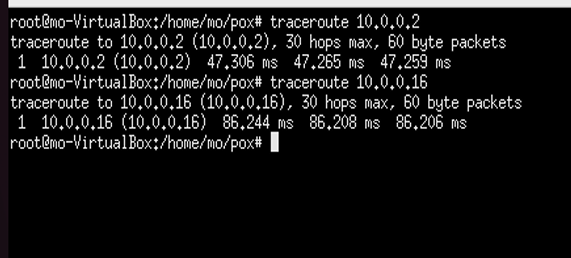 root@mo-VirtualBox:/home/mo/pox# traceroute 10.0.0.2
traceroute to 10.0.0.2 (10.0.0.2), 30 hops max, 60 byte packets
 1  10.0.0.2 (10.0.0.2)  47.306 ms  47.265 ms  47.259 ms
root@mo-VirtualBox:/home/mo/pox# traceroute 10.0.0.16
traceroute to 10.0.0.16 (10.0.0.16), 30 hops max, 60 byte packets
 1  10.0.0.16 (10.0.0.16)  86.244 ms  86.208 ms  86.206 ms
root@mo-VirtualBox:/home/mo/pox#